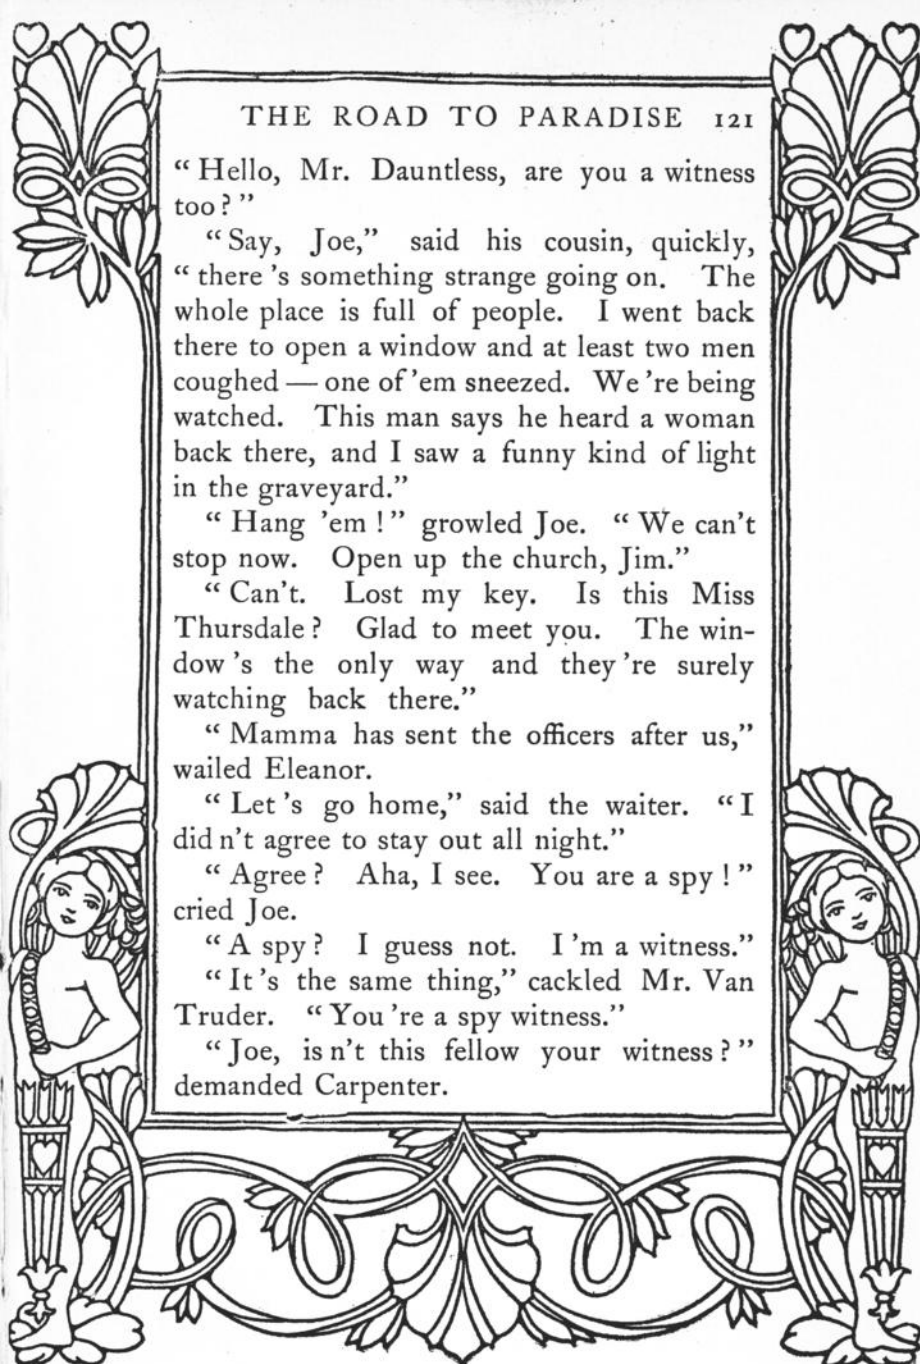 THE ROAD TO PARADISE 121
“Hello, Mr. Dauntless, are you a witness
too?”
“Say, Joe,” said his cousin, quickly,
“there's something strange going on. The
whole place is full of people. I went back
there to open a window and at least two men
coughed — one of 'em sneezed. We're being
watched. This man says he heard a woman
back there, and I saw a funny kind of light
in the graveyard.”
“Hang 'em!” growled Joe. “We can't
stop now. Open up the church, Jim.”
“Can't. Lost my key. Is this Miss
Thursdale? Glad to meet you. The win-
dow's the only way and they're surely
watching back there.”
“Mamma has sent the officers after us,”
wailed Eleanor.
“Let's go home,” said the waiter. “I
didn't agree to stay out all night.”
“Agree? Aha, I see. You are a spy!”
cried Joe.
“A spy? I guess not. I'm a witness.”
“It's the same thing,” cackled Mr. Van
Truder. “You're a spy witness.”
“Joe, isn't this fellow your witness?”
demanded Carpenter.